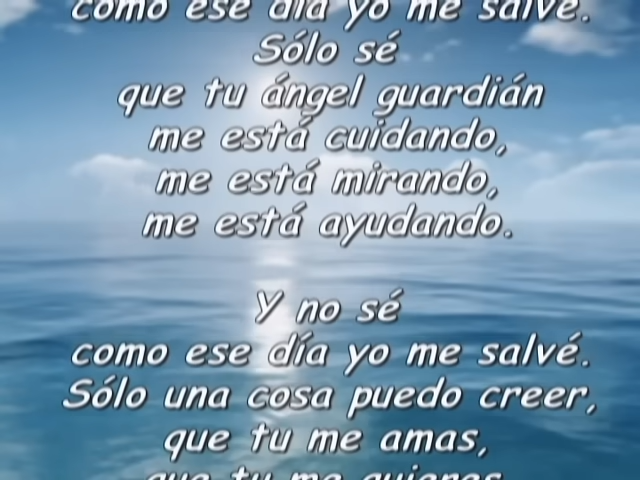 como ese día yo me salvé.
Sólo sé
que tu ángel guardián
me está cuidando,
me está mirando,
me está ayudando.
Y no sé
como ese día yo me salvé.
Sólo una cosa puedo creer,
que tu me amas,
que tu me quieres